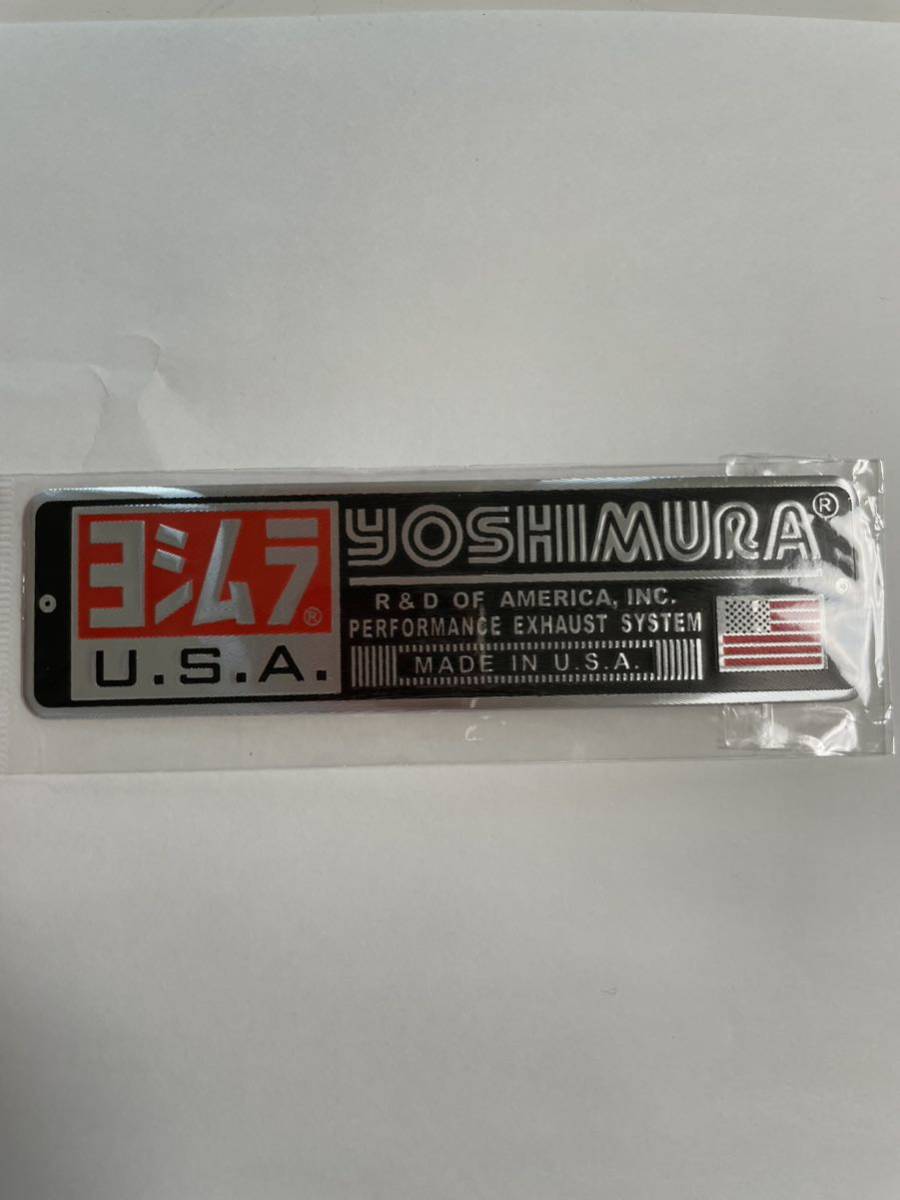 ヨシムラ®
U.S.A.
YOSHIMURA®
R & D OF AMERICA, INC.
PERFORMANCE EXHAUST SYSTEM
MADE IN U.S.A.